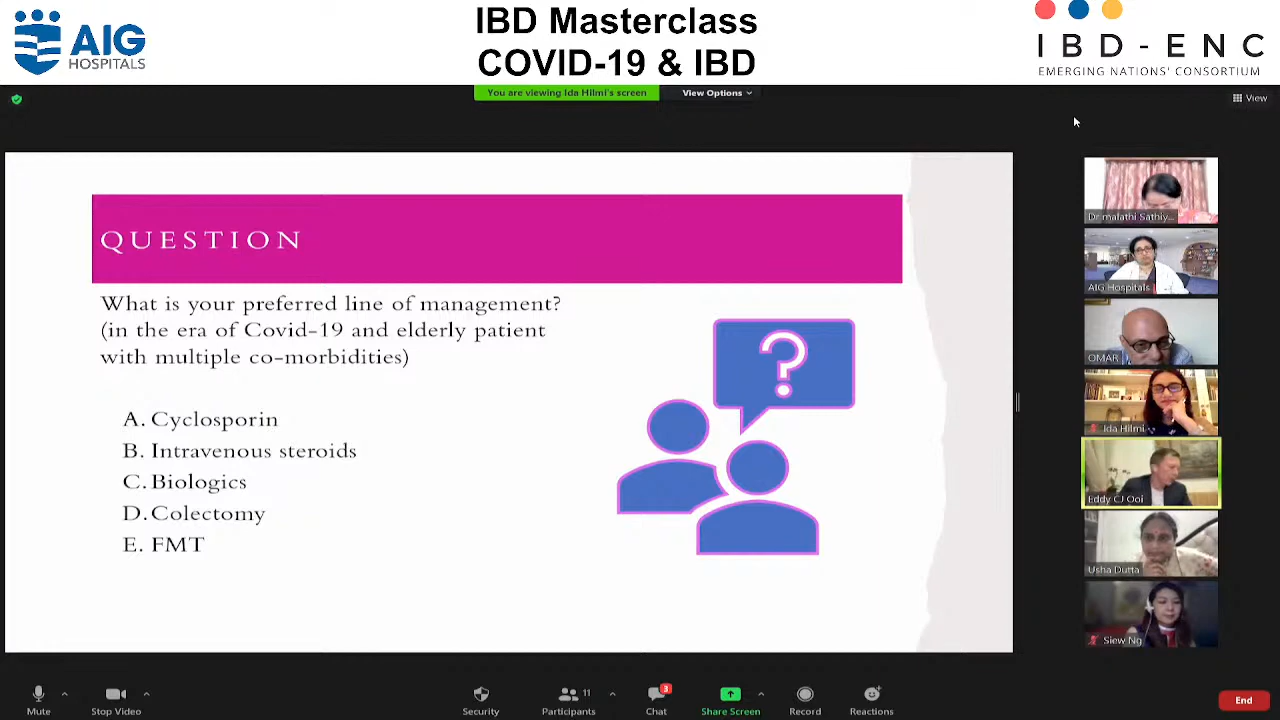 AIG
HOSPITALS
IBD Masterclass
COVID-19 & IBD
IBD-ENC
EMERGING NATIONS' CONSORTIUM
You are viewing Ida Hilmi's screen
View Options
View
QUESTION
What is your preferred line of management?
(in the era of Covid-19 and elderly patient
with multiple co-morbidities)
A. Cyclosporin
B. Intravenous steroids
C. Biologics
D. Colectomy
E. FMT
?
Dr malathi Sathiy...
AIG Hospitals
OMAR
Ida Hilmi
Eddy CJ Ooi
Usha Dutta
Siew Ng
Mute
Stop Video
Security
Participants
11
Chat
3
Share Screen
Record
Reactions
End